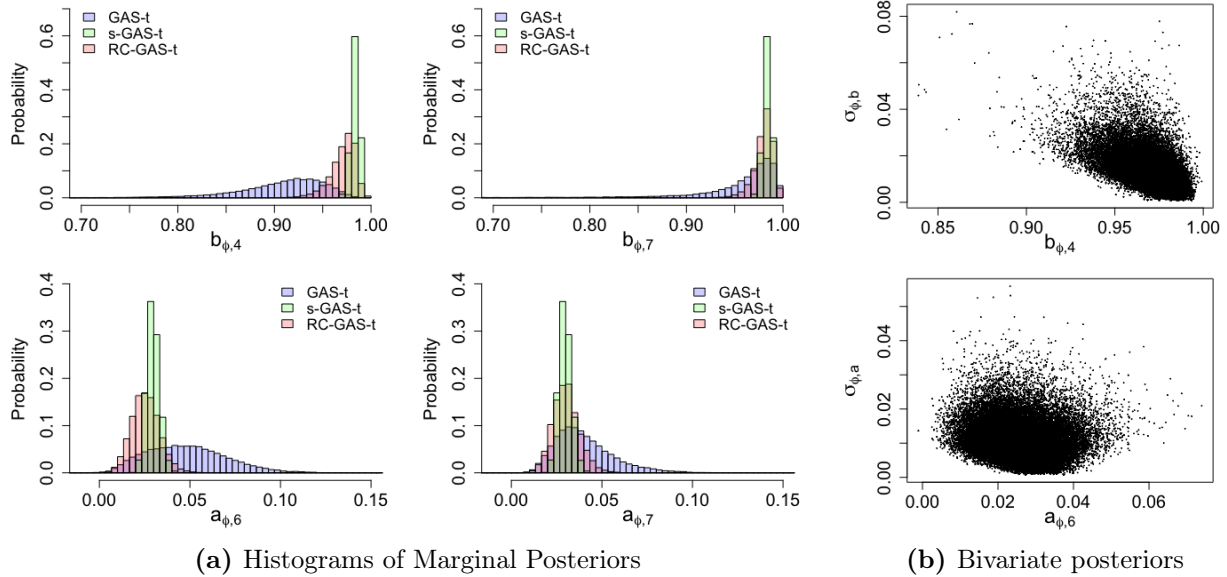 GAS-t
s-GAS-t
RC-GAS-t
Probability
0.0 0.2 0.4 0.6
0.70 0.80 0.90 1.00
bϕ,4
GAS-t
s-GAS-t
RC-GAS-t
Probability
0.0 0.2 0.4 0.6
0.70 0.80 0.90 1.00
bϕ,7
σϕ,b
0.00 0.04 0.08
0.85 0.90 0.95 1.00
bϕ,4
GAS-t
s-GAS-t
RC-GAS-t
Probability
0.0 0.1 0.2 0.3 0.4
0.00 0.05 0.10 0.15
aϕ,6
GAS-t
s-GAS-t
RC-GAS-t
Probability
0.0 0.1 0.2 0.3 0.4
0.00 0.05 0.10 0.15
aϕ,7
σϕ,a
0.00 0.02 0.04
0.00 0.02 0.04 0.06
aϕ,6
(a) Histograms of Marginal Posteriors
(b) Bivariate posteriors